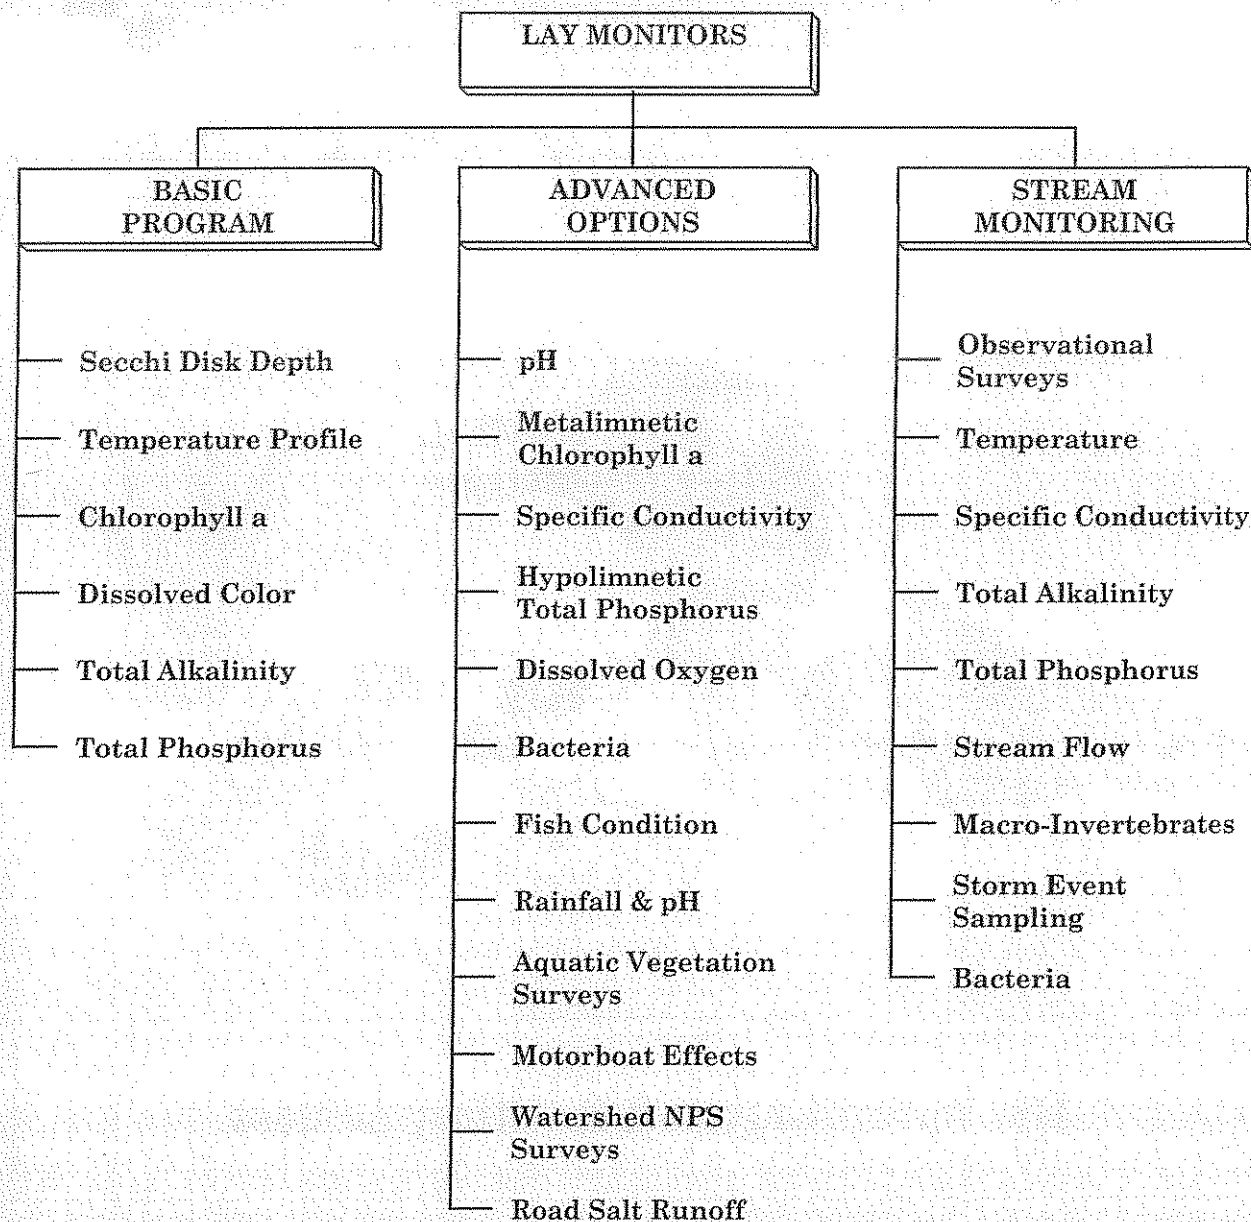 LAY MONITORS
BASIC
PROGRAM
Secchi Disk Depth
Temperature Profile
Chlorophyll a
Dissolved Color
Total Alkalinity
Total Phosphorus
ADVANCED
OPTIONS
pH
Metalimnetic
Chlorophyll a
Specific Conductivity
Hypolimnetic
Total Phosphorus
Dissolved Oxygen
Bacteria
Fish Condition
Rainfall & pH
Aquatic Vegetation
Surveys
Motorboat Effects
Watershed NPS
Surveys
Road Salt Runoff
STREAM
MONITORING
Observational
Surveys
Temperature
Specific Conductivity
Total Alkalinity
Total Phosphorus
Stream Flow
Macro-Invertebrates
Storm Event
Sampling
Bacteria